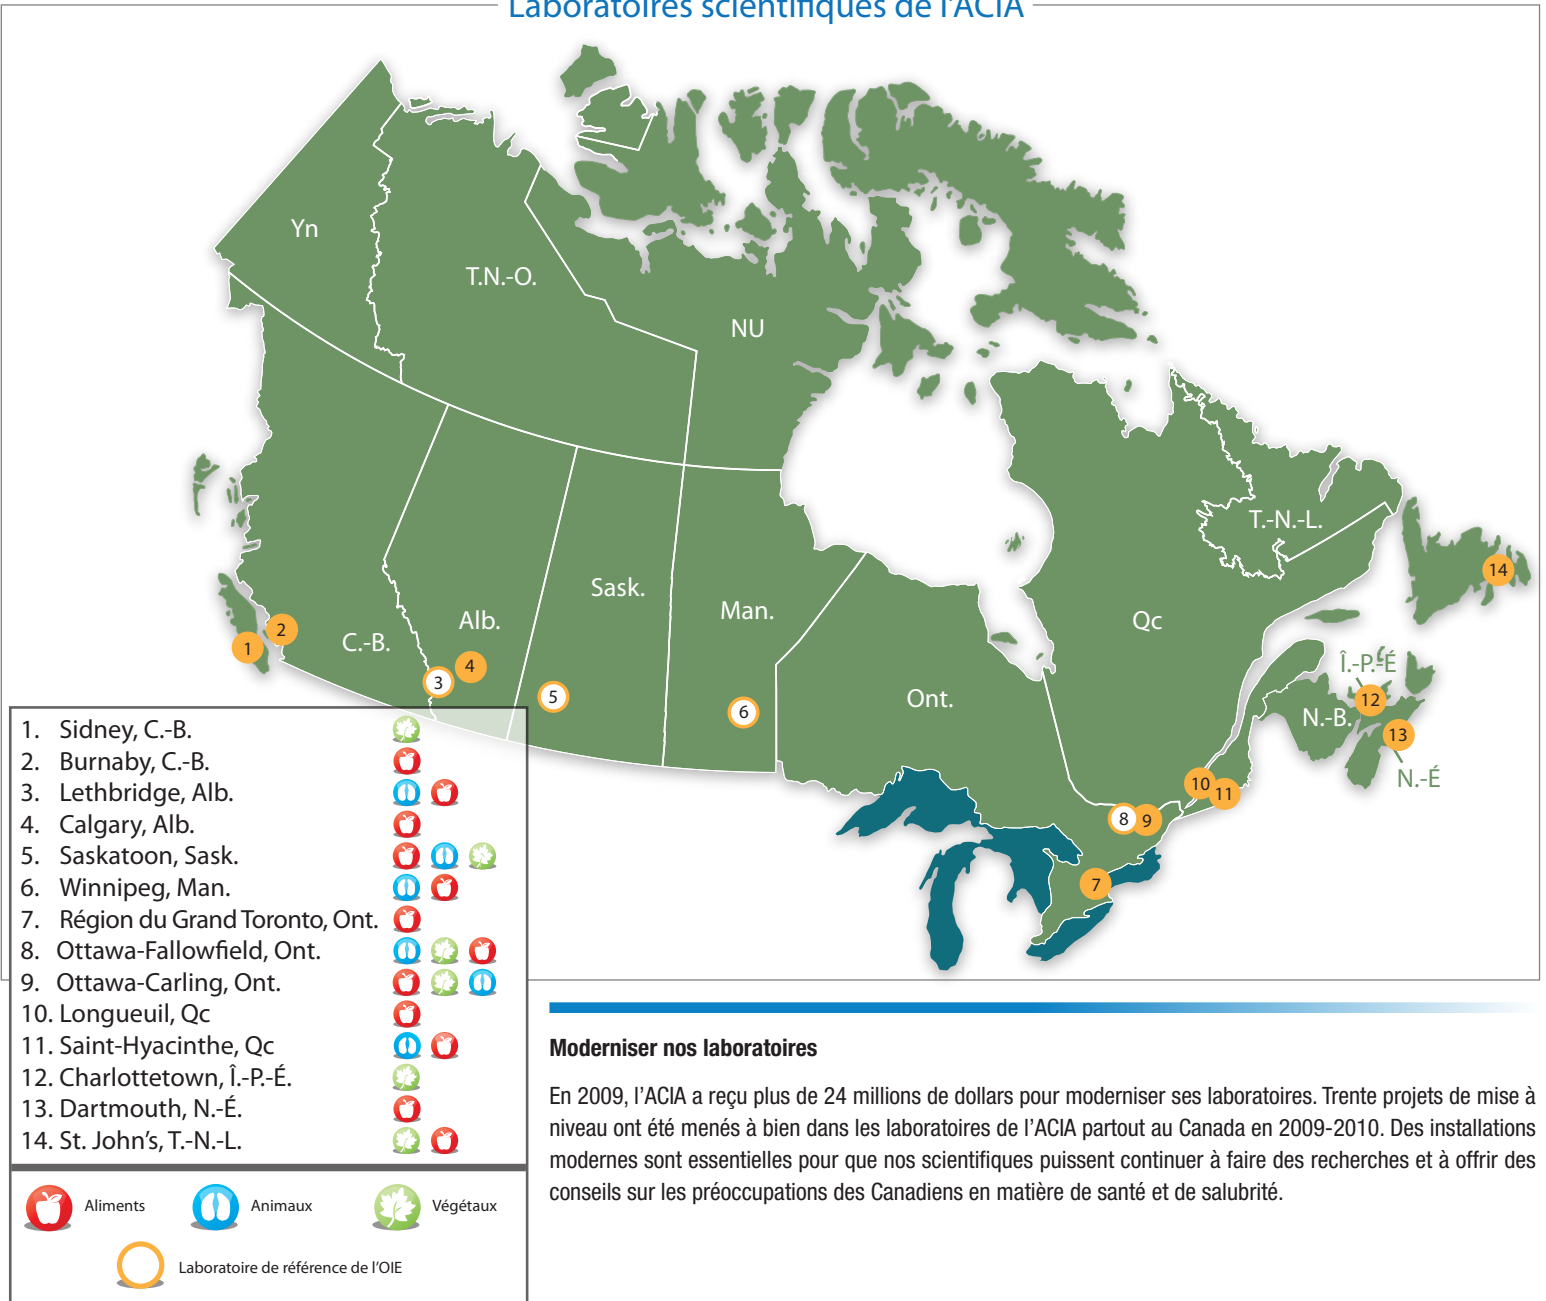 Laboratoires scientifiques de l'ACIA
Yn
T.N.-O.
NU
T.-N.-L.
14
Sask.
Man.
Alb.
C.-B.
Qc
2
1
4
3
5
6
Ont.
Î.-P.-É
12
N.-B.
13
N.-É
10
11
8
9
7
1. Sidney, C.-B.
2. Burnaby, C.-B.
3. Lethbridge, Alb.
4. Calgary, Alb.
5. Saskatoon, Sask.
6. Winnipeg, Man.
7. Région du Grand Toronto, Ont.
8. Ottawa-Fallowfield, Ont.
9. Ottawa-Carling, Ont.
10. Longueuil, Qc
11. Saint-Hyacinthe, Qc
12. Charlottetown, Î.-P.-É.
13. Dartmouth, N.-É.
14. St. John's, T.-N.-L.
Aliments
Animaux
Végétaux
Laboratoire de référence de l'OIE
Moderniser nos laboratoires
En 2009, l'ACIA a reçu plus de 24 millions de dollars pour moderniser ses laboratoires. Trente projets de mise à
niveau ont été menés à bien dans les laboratoires de l'ACIA partout au Canada en 2009-2010. Des installations
modernes sont essentielles pour que nos scientifiques puissent continuer à faire des recherches et à offrir des
conseils sur les préoccupations des Canadiens en matière de santé et de salubrité.